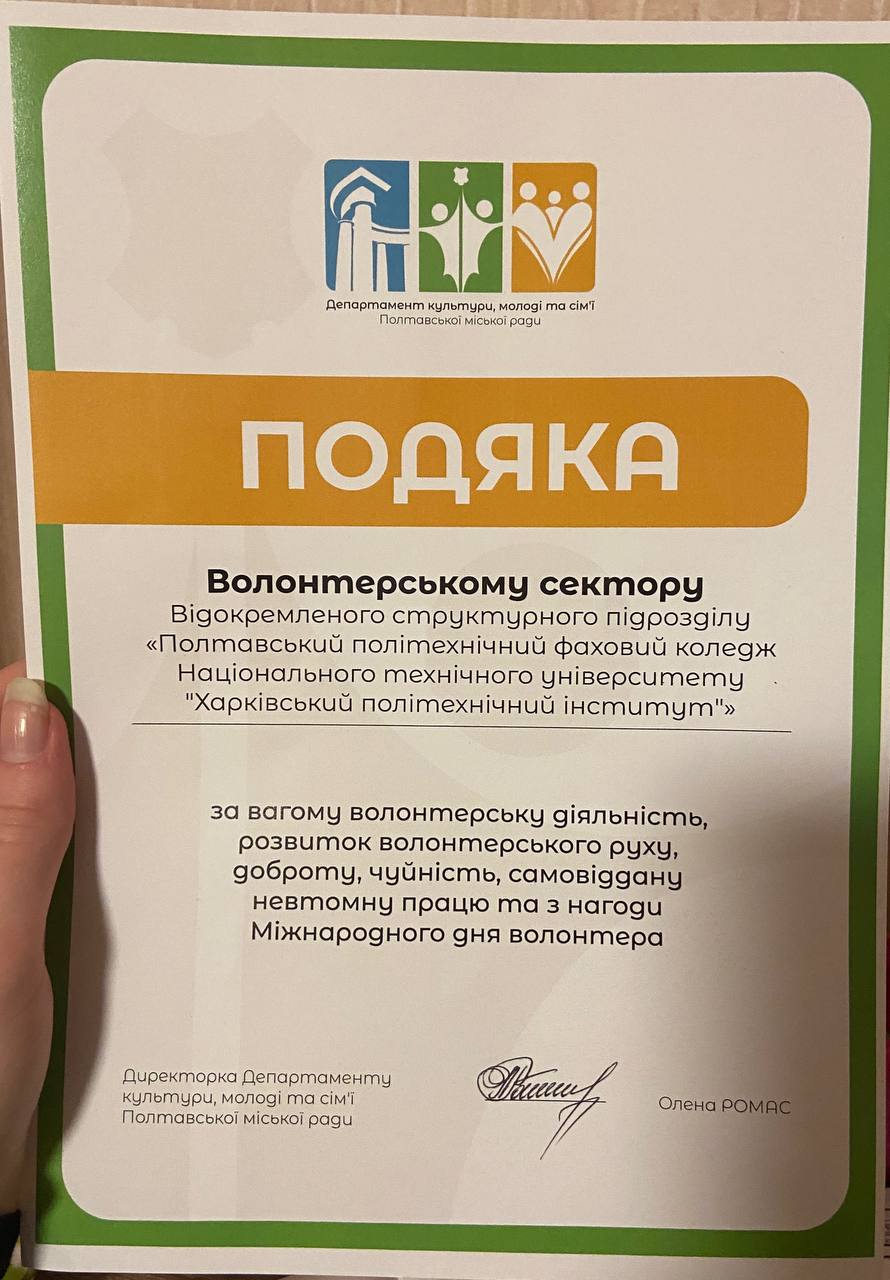 Департамент культури, молоді та сім'ї
Полтавської міської ради
ПОДЯКА
Волонтерському сектору
Відокремленого структурного підрозділу
«Полтавський політехнічний фаховий коледж
Національного технічного університету
"Харківський політехнічний інститут"»
за вагому волонтерську діяльність,
розвиток волонтерського руху,
доброту, чуйність, самовіддану
невтомну працю та з нагоди
Міжнародного дня волонтера
Директорка Департаменту
культури, молоді та сім'ї
Полтавської міської ради
Олена РОМАС